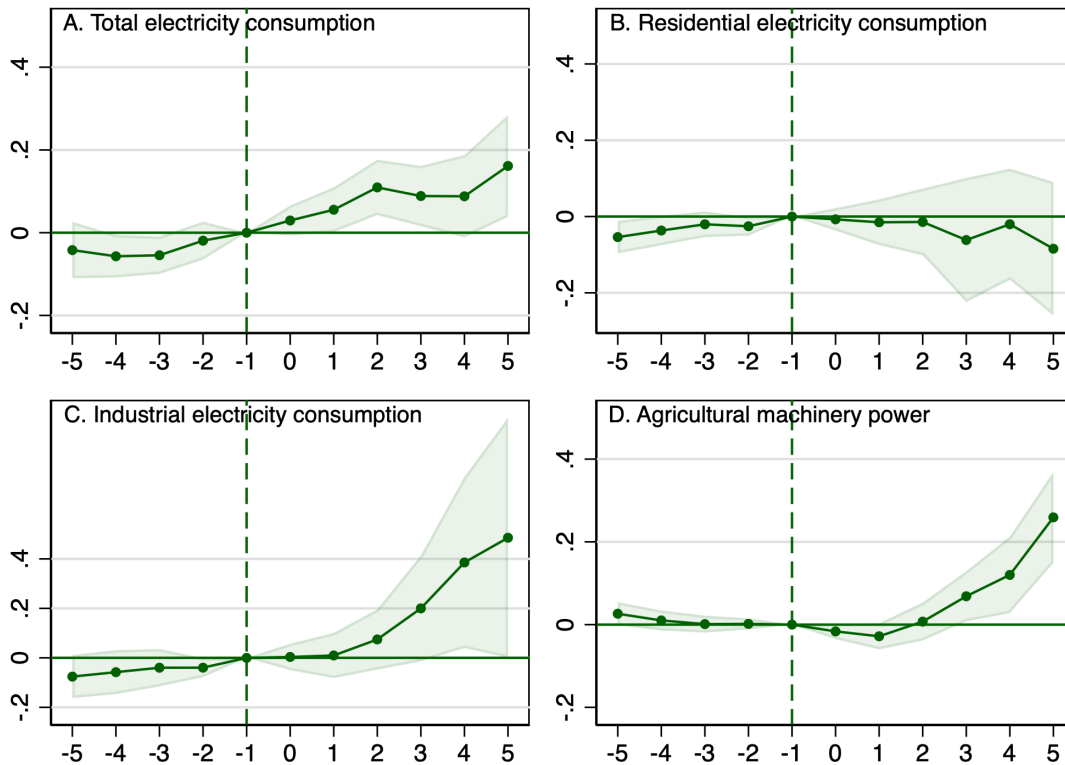 A. Total electricity consumption
.4
.2
0
-.2
-5 -4 -3 -2 -1 0 1 2 3 4 5
B. Residential electricity consumption
.4
.2
0
-.2
-5 -4 -3 -2 -1 0 1 2 3 4 5
C. Industrial electricity consumption
.4
.2
0
-.2
-5 -4 -3 -2 -1 0 1 2 3 4 5
D. Agricultural machinery power
.4
.2
0
-.2
-5 -4 -3 -2 -1 0 1 2 3 4 5